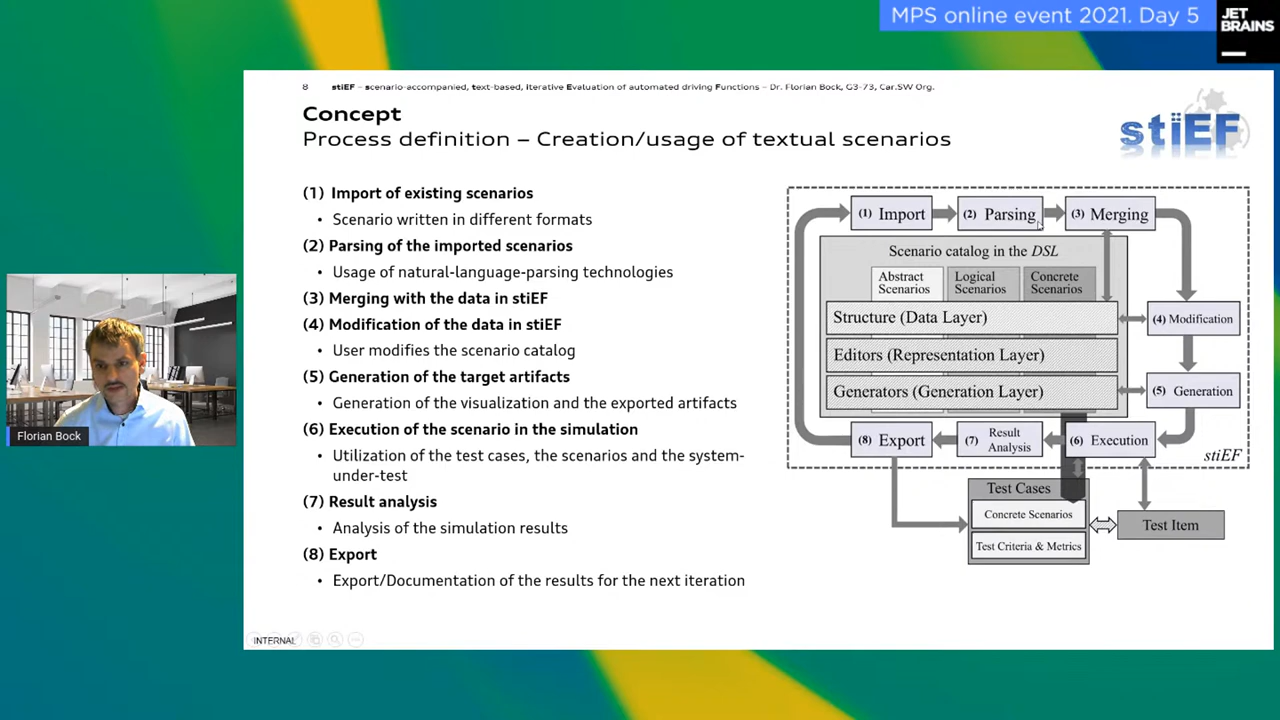 MPS online event 2021. Day 5
JET
BRAINS
8 stiEF – scenario-accompanied, text-based, iterative Evaluation of automated driving Functions – Dr. Florian Bock, G3-73, Car.SW Org.
Concept
Process definition – Creation/usage of textual scenarios
stiEF
(1) Import of existing scenarios
• Scenario written in different formats
(2) Parsing of the imported scenarios
• Usage of natural-language-parsing technologies
(3) Merging with the data in stiEF
(4) Modification of the data in stiEF
• User modifies the scenario catalog
(5) Generation of the target artifacts
• Generation of the visualization and the exported artifacts
(6) Execution of the scenario in the simulation
• Utilization of the test cases, the scenarios and the system-
under-test
(7) Result analysis
• Analysis of the simulation results
(8) Export
• Export/Documentation of the results for the next iteration
(1) Import
(2) Parsing
(3) Merging
Scenario catalog in the DSL
Abstract
Scenarios
Logical
Scenarios
Concrete
Scenarios
Structure (Data Layer)
(4) Modification
Editors (Representation Layer)
Generators (Generation Layer)
(5) Generation
(8) Export
(7) Result
Analysis
(6) Execution
stiEF
Test Cases
Concrete Scenarios
Test Criteria & Metrics
Test Item
Florian Bock
INTERNAL